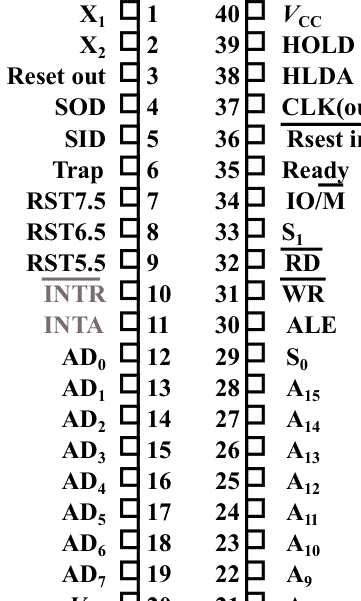 X₁ 1 40 V_CC
X₂ 2 39 HOLD
Reset out 3 38 HLDA
SOD 4 37 CLK(ou
SID 5 36 Rsest in
Trap 6 35 Ready
RST7.5 7 34 IO/M̅
RST6.5 8 33 S₁
RST5.5 9 32 R̅D̅
I̅N̅T̅R̅ 10 31 W̅R̅
INTA 11 30 ALE
AD₀ 12 29 S₀
AD₁ 13 28 A₁₅
AD₂ 14 27 A₁₄
AD₃ 15 26 A₁₃
AD₄ 16 25 A₁₂
AD₅ 17 24 A₁₁
AD₆ 18 23 A₁₀
AD₇ 19 22 A₉